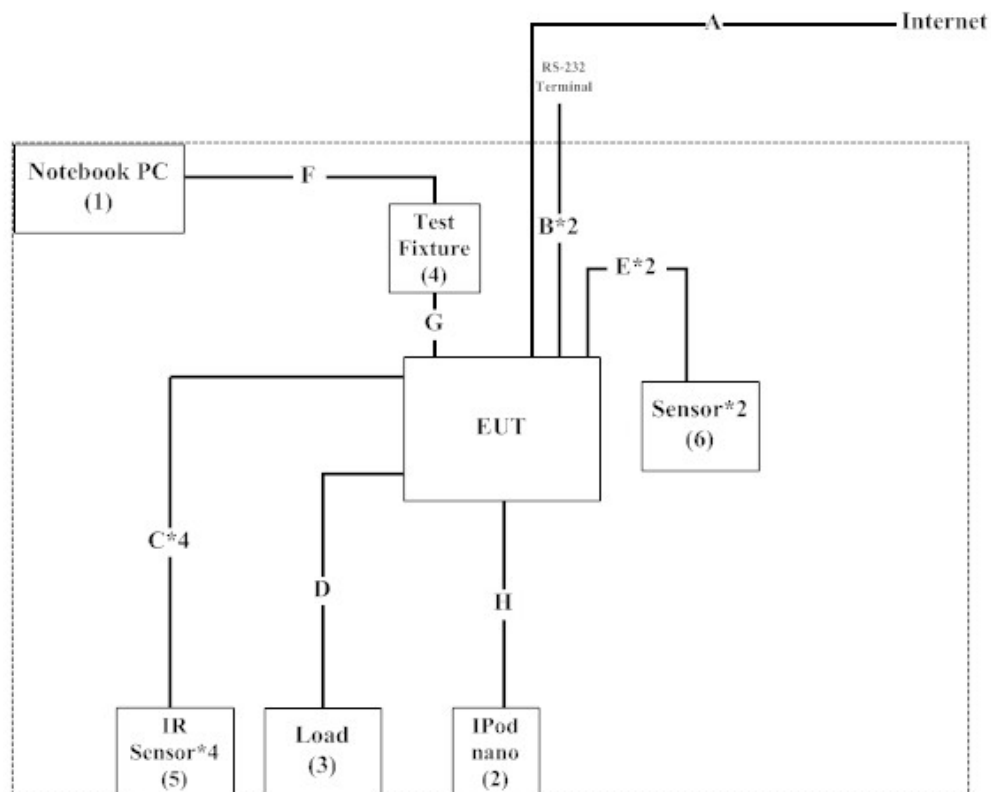 A
Internet
RS-232
Terminal
Notebook PC
(1)
F
Test
Fixture
(4)
B*2
E*2
G
Sensor*2
(6)
EUT
C*4
D
H
IR
Sensor*4
(5)
Load
(3)
IPod
nano
(2)